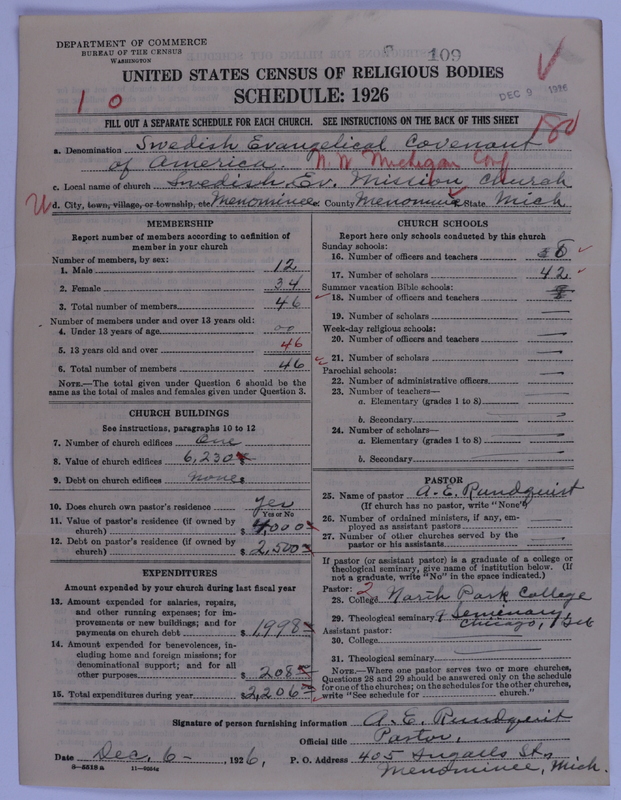 DEPARTMENT OF COMMERCE
BUREAU OF THE CENSUS
WASHINGTON
109
UNITED STATES CENSUS OF RELIGIOUS BODIES
SCHEDULE: 1926
DEC 9 1926
1 0
180
FILL OUT A SEPARATE SCHEDULE FOR EACH CHURCH. SEE INSTRUCTIONS ON THE BACK OF THIS SHEET
a. Denomination Swedish Evangelical Covenant
of America. N. W. Michigan Conf
c. Local name of church Swedish Ev. Mission Church
U d. City, town, village, or township, etc. Menominee County Menominee State Mich
MEMBERSHIP
Report number of members according to definition of
member in your church
Number of members, by sex:
1. Male 12
2. Female 34
3. Total number of members 46
Number of members under and over 13 years old:
4. Under 13 years of age 00
5. 13 years old and over 46
6. Total number of members 46
NOTE.—The total given under Question 6 should be the
same as the total of males and females given under Question 3.
CHURCH BUILDINGS
See instructions, paragraphs 10 to 12
7. Number of church edifices One
8. Value of church edifices 6,230
9. Debt on church edifices None $
10. Does church own pastor's residence Yes
Yes or No
11. Value of pastor's residence (if owned by
church) $ 4,000
12. Debt on pastor's residence (if owned by
church) $ 2,500
EXPENDITURES
Amount expended by your church during last fiscal year
13. Amount expended for salaries, repairs,
and other running expenses; for im-
provements or new buildings; and for
payments on church debt $ 1,998
14. Amount expended for benevolences, in-
cluding home and foreign missions; for
denominational support; and for all
other purposes $ 208
15. Total expenditures during year $ 2,206
CHURCH SCHOOLS
Report here only schools conducted by this church
Sunday schools:
16. Number of officers and teachers 6
17. Number of scholars 42
Summer vacation Bible schools:
18. Number of officers and teachers
19. Number of scholars
Week-day religious schools:
20. Number of officers and teachers
21. Number of scholars
Parochial schools:
22. Number of administrative officers
23. Number of teachers—
a. Elementary (grades 1 to 8)
b. Secondary
24. Number of scholars—
a. Elementary (grades 1 to 8)
b. Secondary
PASTOR
25. Name of pastor A. E. Rundquist
(If church has no pastor, write "None")
26. Number of ordained ministers, if any, em-
ployed as assistant pastors
27. Number of other churches served by the
pastor or his assistants
If pastor (or assistant pastor) is a graduate of a college or
theological seminary, give name of institution below. (If
not a graduate, write "No" in the space indicated.)
Pastor: 2
28. College North Park College
29. Theological seminary & Seminary
Chicago, Ill
Assistant pastor:
30. College
31. Theological seminary
NOTE.—Where one pastor serves two or more churches,
Questions 28 and 29 should be answered only on the schedule
for one of the churches; on the schedules for the other churches,
write "See schedule for church."
Signature of person furnishing information A. E. Rundquist
Official title Pastor,
Date Dec. 6 - , 1926, P. O. Address 405 Ingalls St,
Menominee, Mich.